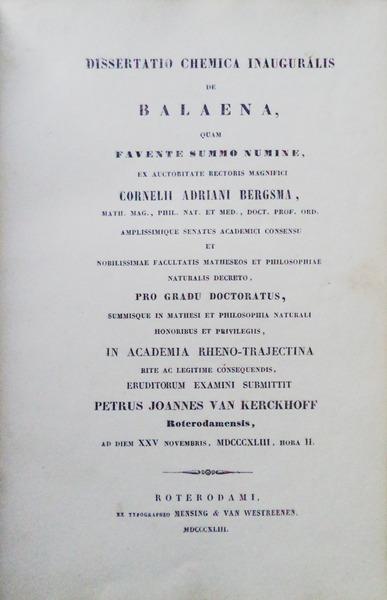 DISSERTATIO CHEMICA INAUGURALIS
DE
BALAENA,
QUAM
FAVENTE SUMMO NUMINE,
EX AUCTORITATE RECTORIS MAGNIFICI
CORNELII ADRIANI BERGSMA,
MATH. MAG., PHIL. NAT. ET MED., DOCT. PROF. ORD.
AMPLISSIMIQUE SENATUS ACADEMICI CONSENSU
ET
NOBILISSIMAE FACULTATIS MATHESEOS ET PHILOSOPHIAE
NATURALIS DECRETO,
PRO GRADU DOCTORATUS,
SUMMISQUE IN MATHESI ET PHILOSOPHIA NATURALI
HONORIBUS ET PRIVILEGIIS,
IN ACADEMIA RHENO-TRAJECTINA
RITE AC LEGITIME CONSEQUENDIS,
ERUDITORUM EXAMINI SUBMITTIT
PETRUS JOANNES VAN KERCKHOFF
Roterodamensis,
AD DIEM XXV NOVEMBRIS, MDCCCXLIII, HORA II.
ROTERODAMI,
EX TYPOGRAPHEO MENSING & VAN WESTREENEN.
MDCCCXLIII.